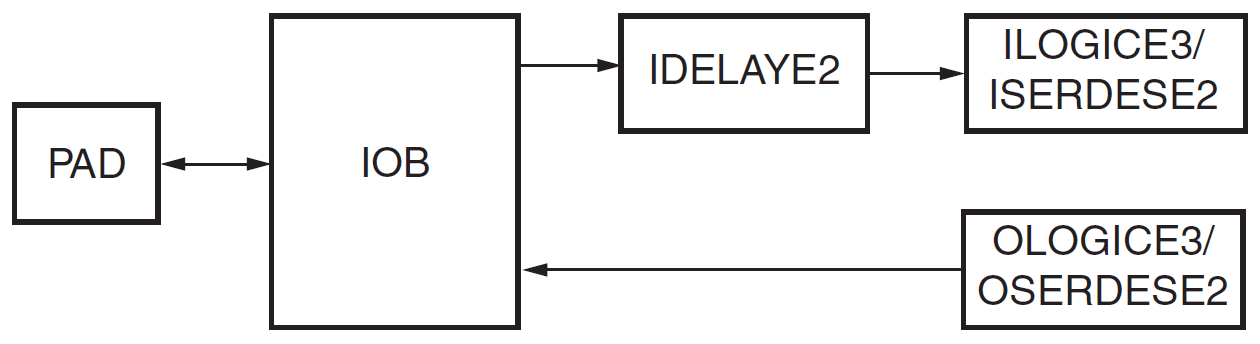 PAD
IOB
IDELAYE2
ILOGICE3/
ISERDESE2
OLOGICE3/
OSERDESE2